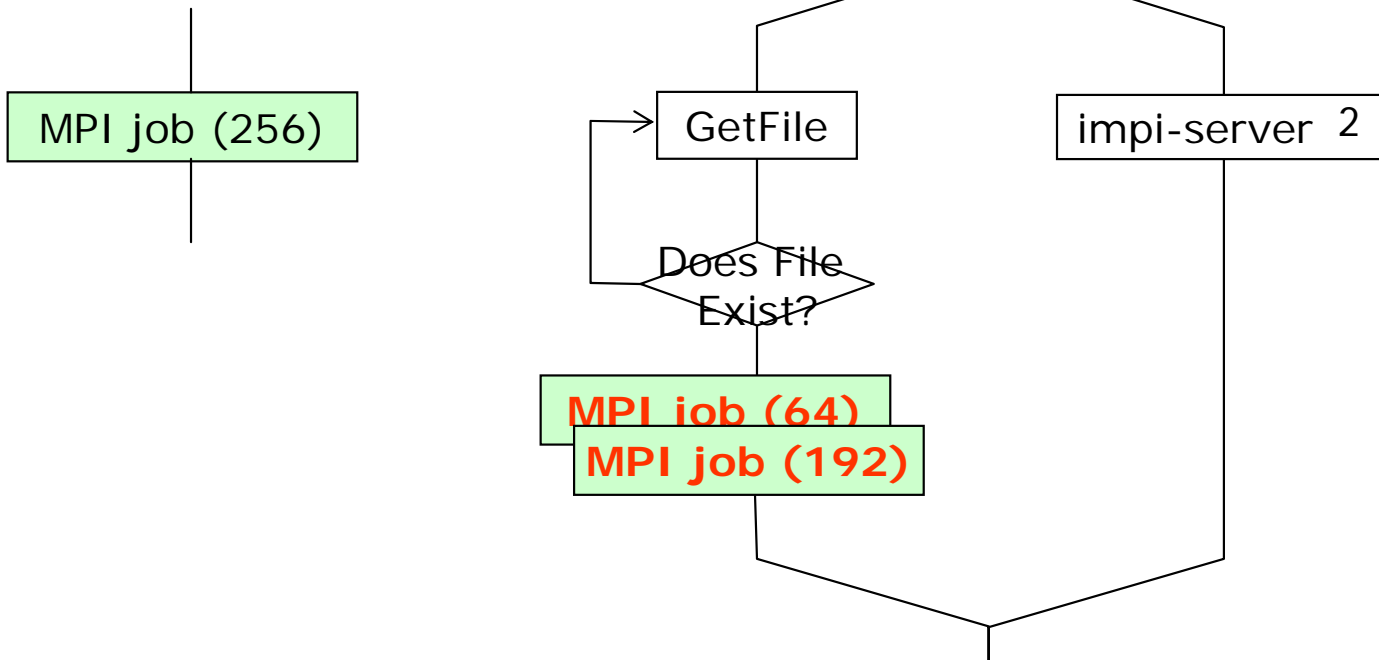 MPI job (256)
GetFile
impi-server 2
Does File
Exist?
MPI job (64)
MPI job (192)